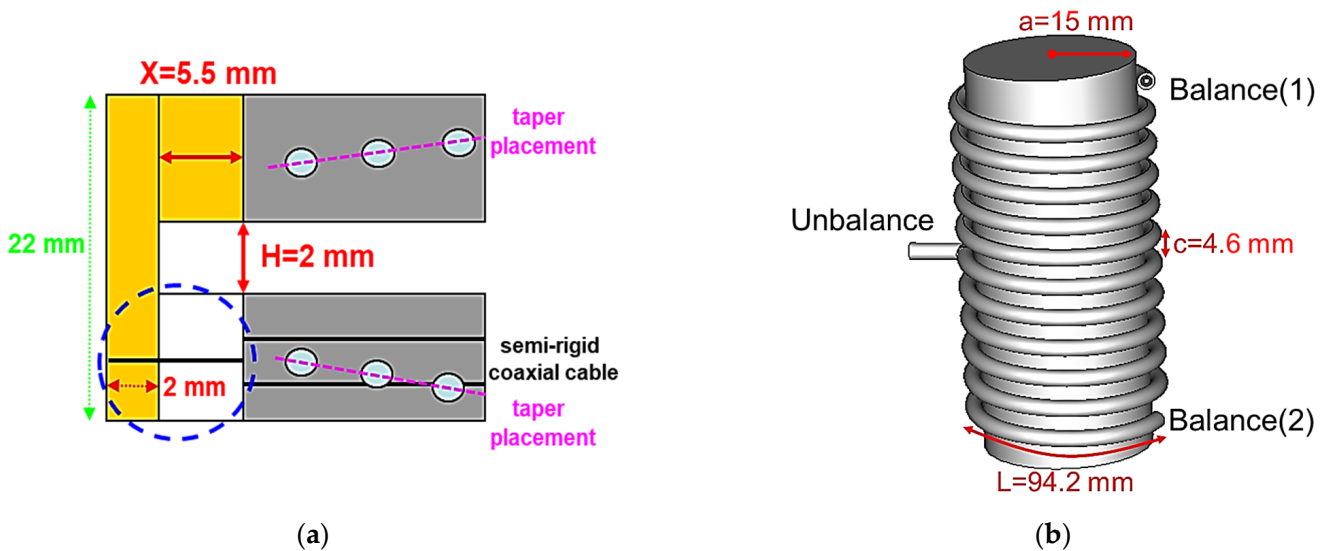 X=5.5 mm
taper
placement
22 mm
H=2 mm
semi-rigid
coaxial cable
2 mm
taper
placement
(a)
a=15 mm
Balance(1)
Unbalance
c=4.6 mm
Balance(2)
L=94.2 mm
(b)